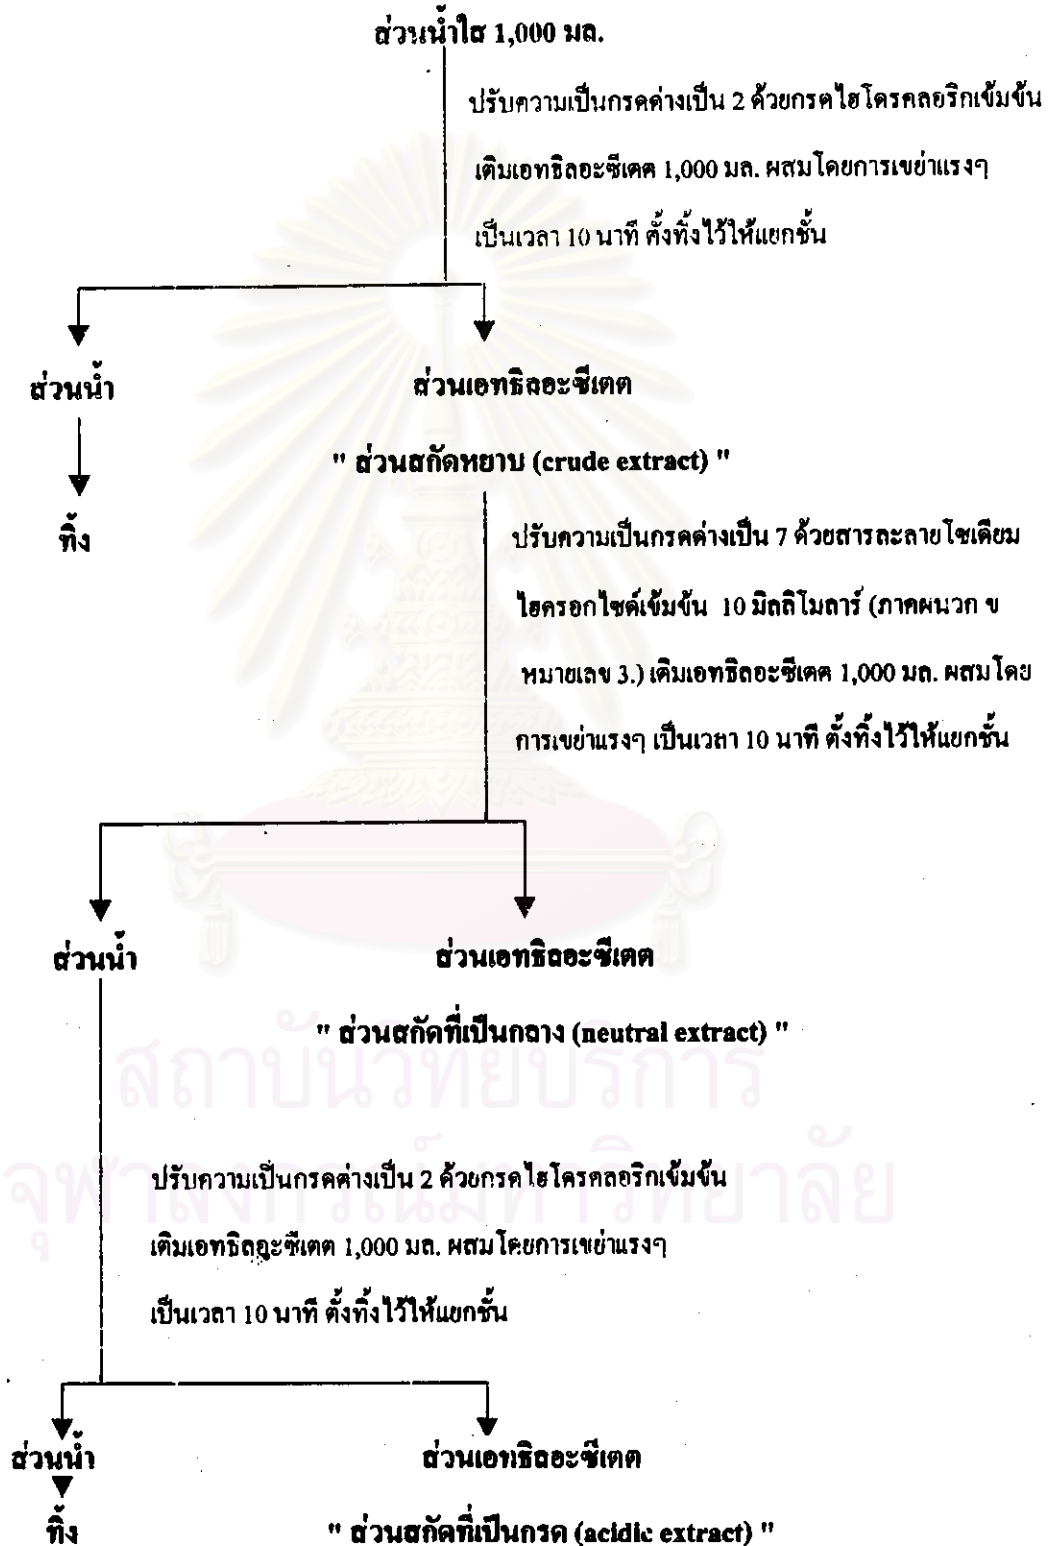 ส่วนน้ำใส 1,000 มล.
ปรับความเป็นกรดด่างเป็น 2 ด้วยกรดไฮโดรคลอริกเข้มข้น
เติมเอทธิลอะซีเตต 1,000 มล. ผสมโดยการเขย่าแรงๆ
เป็นเวลา 10 นาที ตั้งทิ้งไว้ให้แยกชั้น
ส่วนน้ำ
ส่วนเอทธิลอะซีเตต
" ส่วนสกัดหยาบ (crude extract) "
ทิ้ง
ปรับความเป็นกรดด่างเป็น 7 ด้วยสารละลายโซเดียม
ไฮดรอกไซด์เข้มข้น 10 มิลลิโมลาร์ (ภาคผนวก ข
หมายเลข 3.) เติมเอทธิลอะซีเตต 1,000 มล. ผสมโดย
การเขย่าแรงๆ เป็นเวลา 10 นาที ตั้งทิ้งไว้ให้แยกชั้น
ส่วนน้ำ
ส่วนเอทธิลอะซีเตต
" ส่วนสกัดที่เป็นกลาง (neutral extract) "
สถาบันวิทยบริการ
จุฬาลงกรณ์มหาวิทยาลัย
ปรับความเป็นกรดด่างเป็น 2 ด้วยกรดไฮโดรคลอริกเข้มข้น
เติมเอทธิลอะซีเตต 1,000 มล. ผสมโดยการเขย่าแรงๆ
เป็นเวลา 10 นาที ตั้งทิ้งไว้ให้แยกชั้น
ส่วนน้ำ
ส่วนเอทธิลอะซีเตต
ทิ้ง
" ส่วนสกัดที่เป็นกรด (acidic extract) "